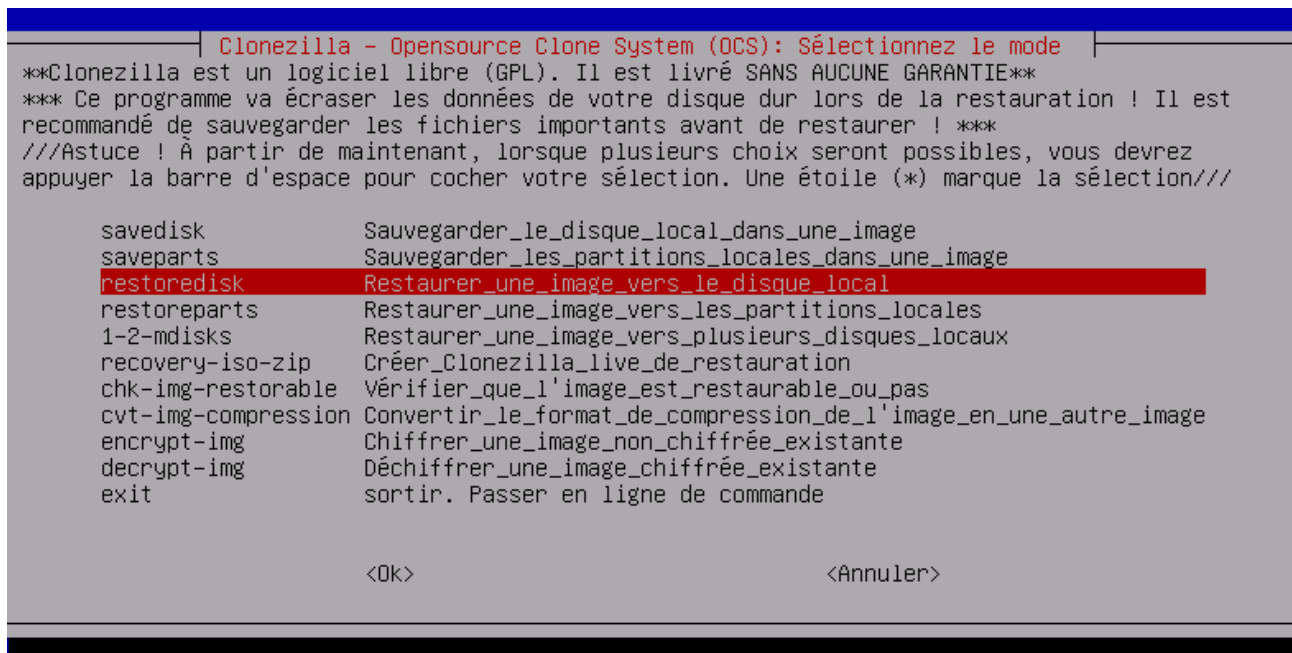 Clonezilla - Opensource Clone System (OCS): Sélectionnez le mode
**Clonezilla est un logiciel libre (GPL). Il est livré SANS AUCUNE GARANTIE**
*** Ce programme va écraser les données de votre disque dur lors de la restauration ! Il est
recommandé de sauvegarder les fichiers importants avant de restaurer ! ***
///Astuce ! À partir de maintenant, lorsque plusieurs choix seront possibles, vous devrez
appuyer la barre d'espace pour cocher votre sélection. Une étoile (*) marque la sélection///
savedisk Sauvegarder_le_disque_local_dans_une_image
saveparts Sauvegarder_les_partitions_locales_dans_une_image
restoredisk Restaurer_une_image_vers_le_disque_local
restoreparts Restaurer_une_image_vers_les_partitions_locales
1-2-mdisks Restaurer_une_image_vers_plusieurs_disques_locaux
recovery-iso-zip Créer_Clonezilla_live_de_restauration
chk-img-restorable Vérifier_que_l'image_est_restaurable_ou_pas
cvt-img-compression Convertir_le_format_de_compression_de_l'image_en_une_autre_image
encrypt-img Chiffrer_une_image_non_chiffrée_existante
decrypt-img Déchiffrer_une_image_chiffrée_existante
exit sortir. Passer en ligne de commande
<Ok> <Annuler>